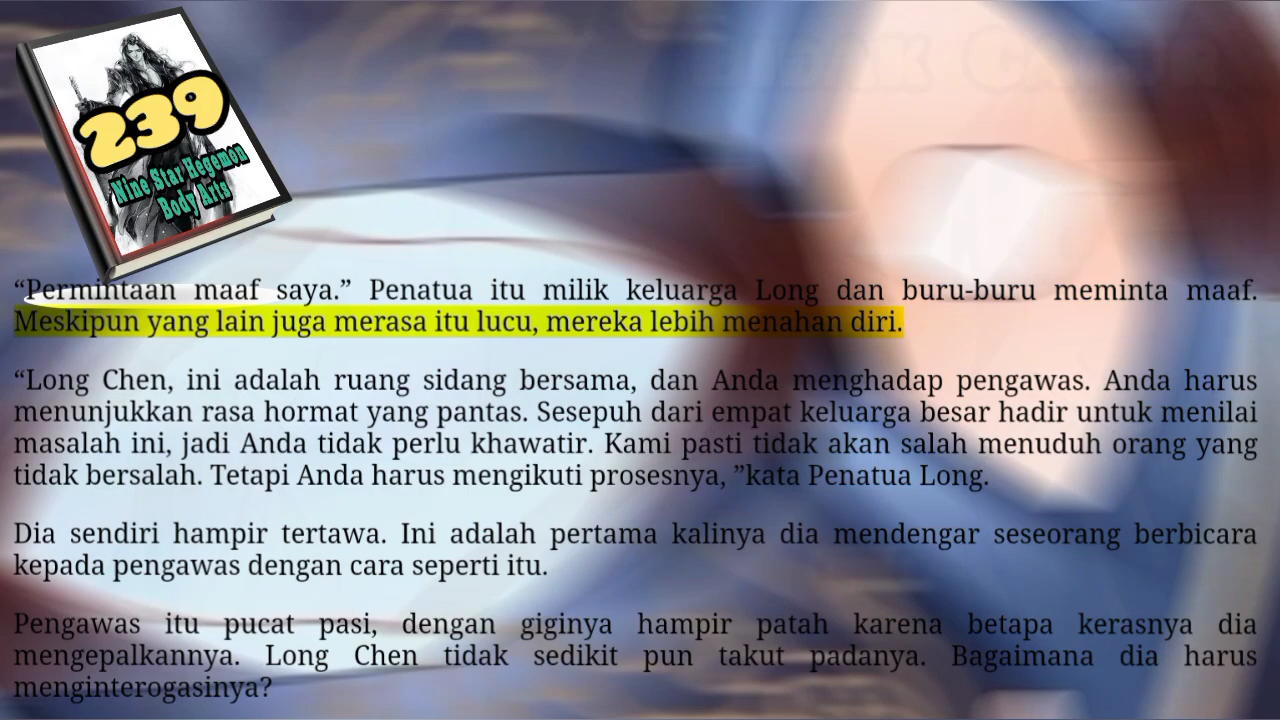 239
Nine Star Hegemon
Body Arts
“Permintaan maaf saya.” Penatua itu milik keluarga Long dan buru-buru meminta maaf.
Meskipun yang lain juga merasa itu lucu, mereka lebih menahan diri.
“Long Chen, ini adalah ruang sidang bersama, dan Anda menghadap pengawas. Anda harus
menunjukkan rasa hormat yang pantas. Sesepuh dari empat keluarga besar hadir untuk menilai
masalah ini, jadi Anda tidak perlu khawatir. Kami pasti tidak akan salah menuduh orang yang
tidak bersalah. Tetapi Anda harus mengikuti prosesnya, ”kata Penatua Long.
Dia sendiri hampir tertawa. Ini adalah pertama kalinya dia mendengar seseorang berbicara
kepada pengawas dengan cara seperti itu.
Pengawas itu pucat pasi, dengan giginya hampir patah karena betapa kerasnya dia
mengepalkannya. Long Chen tidak sedikit pun takut padanya. Bagaimana dia harus
menginterogasinya?